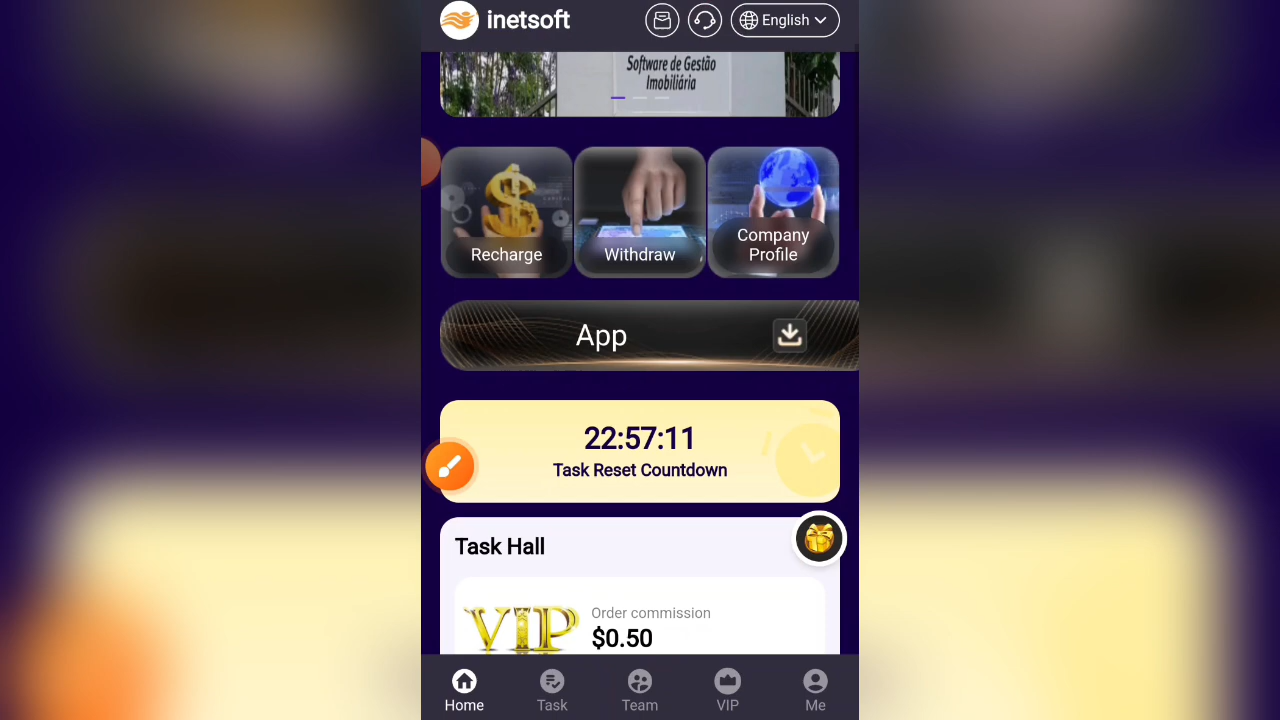 inetsoft
English
Software de Gestão
Imobiliária
Recharge
Withdraw
Company
Profile
App
22:57:11
Task Reset Countdown
Task Hall
VIP
Order commission
$0.50
Home
Task
Team
VIP
Me